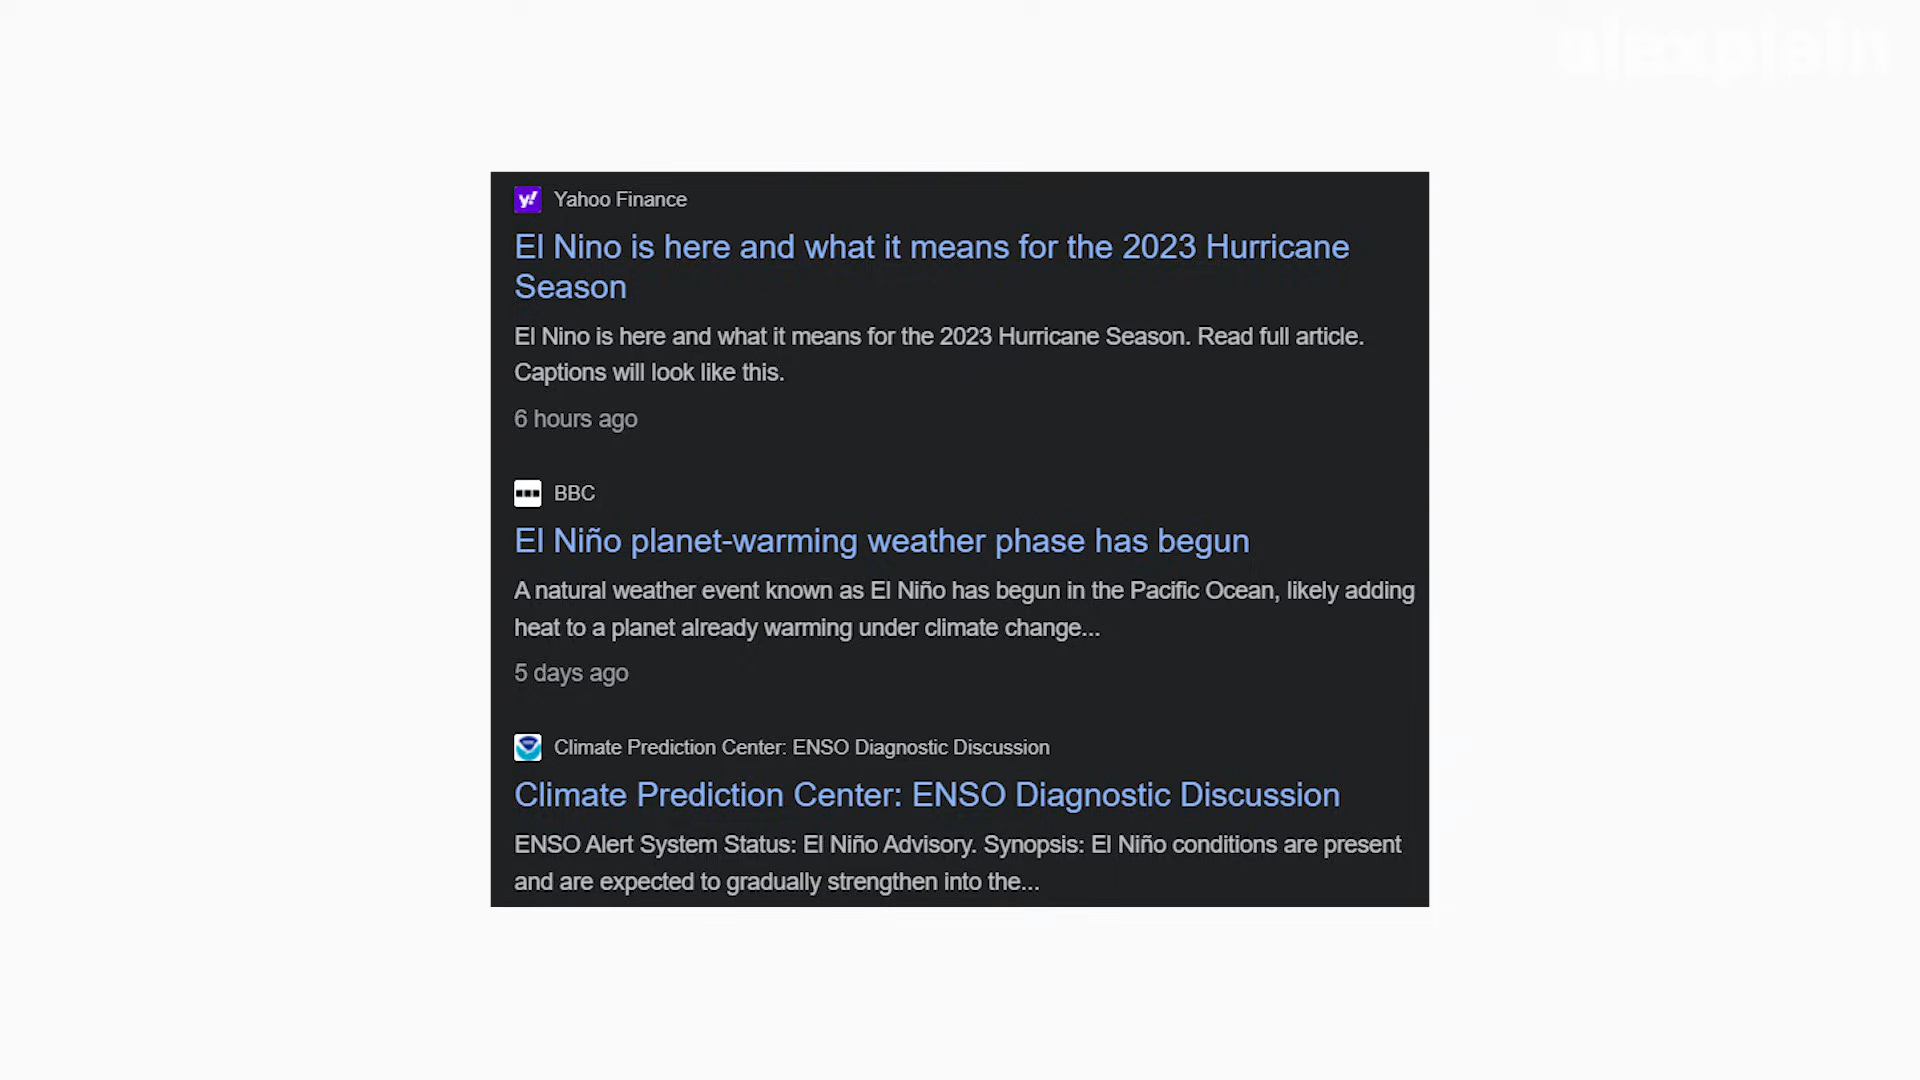 alexplain
Yahoo Finance
El Nino is here and what it means for the 2023 Hurricane
Season
El Nino is here and what it means for the 2023 Hurricane Season. Read full article.
Captions will look like this.
6 hours ago
BBC
El Niño planet-warming weather phase has begun
A natural weather event known as El Niño has begun in the Pacific Ocean, likely adding
heat to a planet already warming under climate change...
5 days ago
Climate Prediction Center: ENSO Diagnostic Discussion
Climate Prediction Center: ENSO Diagnostic Discussion
ENSO Alert System Status: El Niño Advisory. Synopsis: El Niño conditions are present
and are expected to gradually strengthen into the...